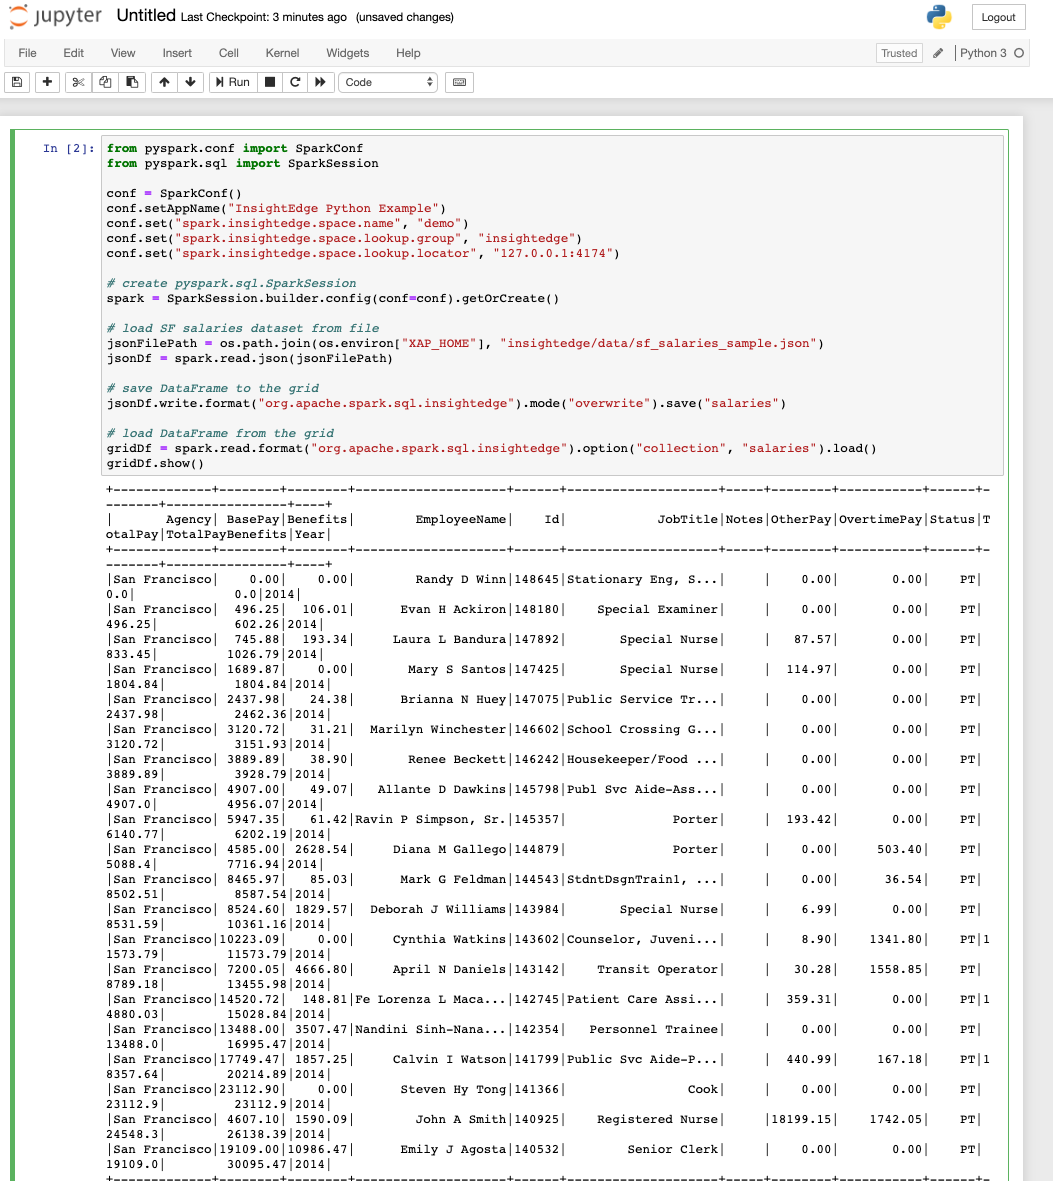 jupyter Untitled Last Checkpoint: 3 minutes ago (unsaved changes) Logout
File Edit View Insert Cell Kernel Widgets Help Trusted Python 3
Run Code
In [2]: from pyspark.conf import SparkConf
from pyspark.sql import SparkSession
conf = SparkConf()
conf.setAppName("InsightEdge Python Example")
conf.set("spark.insightedge.space.name", "demo")
conf.set("spark.insightedge.space.lookup.group", "insightedge")
conf.set("spark.insightedge.space.lookup.locator", "127.0.0.1:4174")
# create pyspark.sql.SparkSession
spark = SparkSession.builder.config(conf=conf).getOrCreate()
# load SF salaries dataset from file
jsonFilePath = os.path.join(os.environ["XAP_HOME"], "insightedge/data/sf_salaries_sample.json")
jsonDf = spark.read.json(jsonFilePath)
# save DataFrame to the grid
jsonDf.write.format("org.apache.spark.sql.insightedge").mode("overwrite").save("salaries")
# load DataFrame from the grid
gridDf = spark.read.format("org.apache.spark.sql.insightedge").option("collection", "salaries").load()
gridDf.show()
+-------------+--------+--------+--------------------+------+--------------------+-----+--------+-----------+------+-
-------+----------------+----+
| Agency| BasePay|Benefits| EmployeeName| Id| JobTitle|Notes|OtherPay|OvertimePay|Status|T
otalPay|TotalPayBenefits|Year|
+-------------+--------+--------+--------------------+------+--------------------+-----+--------+-----------+------+-
-------+----------------+----+
|San Francisco| 0.00| 0.00| Randy D Winn|148645|Stationary Eng, S...| | 0.00| 0.00| PT|
0.0| 0.0|2014|
|San Francisco| 496.25| 106.01| Evan H Ackiron|148180| Special Examiner| | 0.00| 0.00| PT|
496.25| 602.26|2014|
|San Francisco| 745.88| 193.34| Laura L Bandura|147892| Special Nurse| | 87.57| 0.00| PT|
833.45| 1026.79|2014|
|San Francisco| 1689.87| 0.00| Mary S Santos|147425| Special Nurse| | 114.97| 0.00| PT|
1804.84| 1804.84|2014|
|San Francisco| 2437.98| 24.38| Brianna N Huey|147075|Public Service Tr...| | 0.00| 0.00| PT|
2437.98| 2462.36|2014|
|San Francisco| 3120.72| 31.21| Marilyn Winchester|146602|School Crossing G...| | 0.00| 0.00| PT|
3120.72| 3151.93|2014|
|San Francisco| 3889.89| 38.90| Renee Beckett|146242|Housekeeper/Food ...| | 0.00| 0.00| PT|
3889.89| 3928.79|2014|
|San Francisco| 4907.00| 49.07| Allante D Dawkins|145798|Publ Svc Aide-Ass...| | 0.00| 0.00| PT|
4907.0| 4956.07|2014|
|San Francisco| 5947.35| 61.42|Ravin P Simpson, Sr.|145357| Porter| | 193.42| 0.00| PT|
6140.77| 6202.19|2014|
|San Francisco| 4585.00| 2628.54| Diana M Gallego|144879| Porter| | 0.00| 503.40| PT|
5088.4| 7716.94|2014|
|San Francisco| 8465.97| 85.03| Mark G Feldman|144543|StdntDsgnTrain1, ...| | 0.00| 36.54| PT|
8502.51| 8587.54|2014|
|San Francisco| 8524.60| 1829.57| Deborah J Williams|143984| Special Nurse| | 6.99| 0.00| PT|
8531.59| 10361.16|2014|
|San Francisco|10223.09| 0.00| Cynthia Watkins|143602|Counselor, Juveni...| | 8.90| 1341.80| PT|1
1573.79| 11573.79|2014|
|San Francisco| 7200.05| 4666.80| April N Daniels|143142| Transit Operator| | 30.28| 1558.85| PT|
8789.18| 13455.98|2014|
|San Francisco|14520.72| 148.81|Fe Lorenza L Maca...|142745|Patient Care Assi...| | 359.31| 0.00| PT|1
4880.03| 15028.84|2014|
|San Francisco|13488.00| 3507.47|Nandini Sinh-Nana...|142354| Personnel Trainee| | 0.00| 0.00| PT|
13488.0| 16995.47|2014|
|San Francisco|17749.47| 1857.25| Calvin I Watson|141799|Public Svc Aide-P...| | 440.99| 167.18| PT|1
8357.64| 20214.89|2014|
|San Francisco|23112.90| 0.00| Steven Hy Tong|141366| Cook| | 0.00| 0.00| PT|
23112.9| 23112.9|2014|
|San Francisco| 4607.10| 1590.09| John A Smith|140925| Registered Nurse| |18199.15| 1742.05| PT|
24548.3| 26138.39|2014|
|San Francisco|19109.00|10986.47| Emily J Agosta|140532| Senior Clerk| | 0.00| 0.00| PT|
19109.0| 30095.47|2014|
+-------------+--------+--------+--------------------+------+--------------------+-----+--------+-----------+------+-